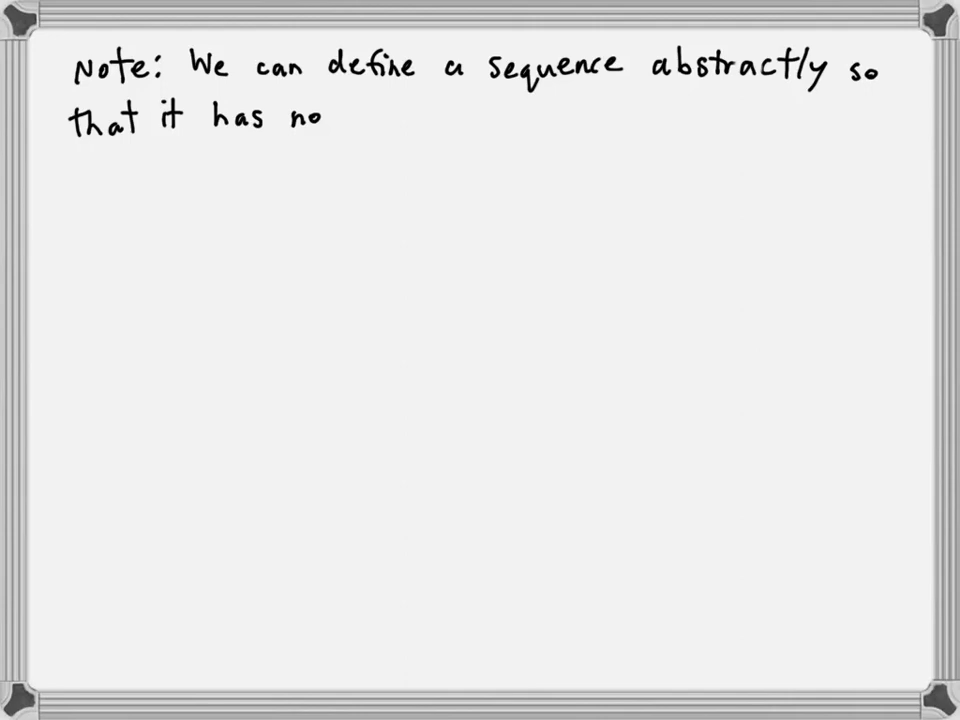 Note: We can define a sequence abstractly so
that it has no